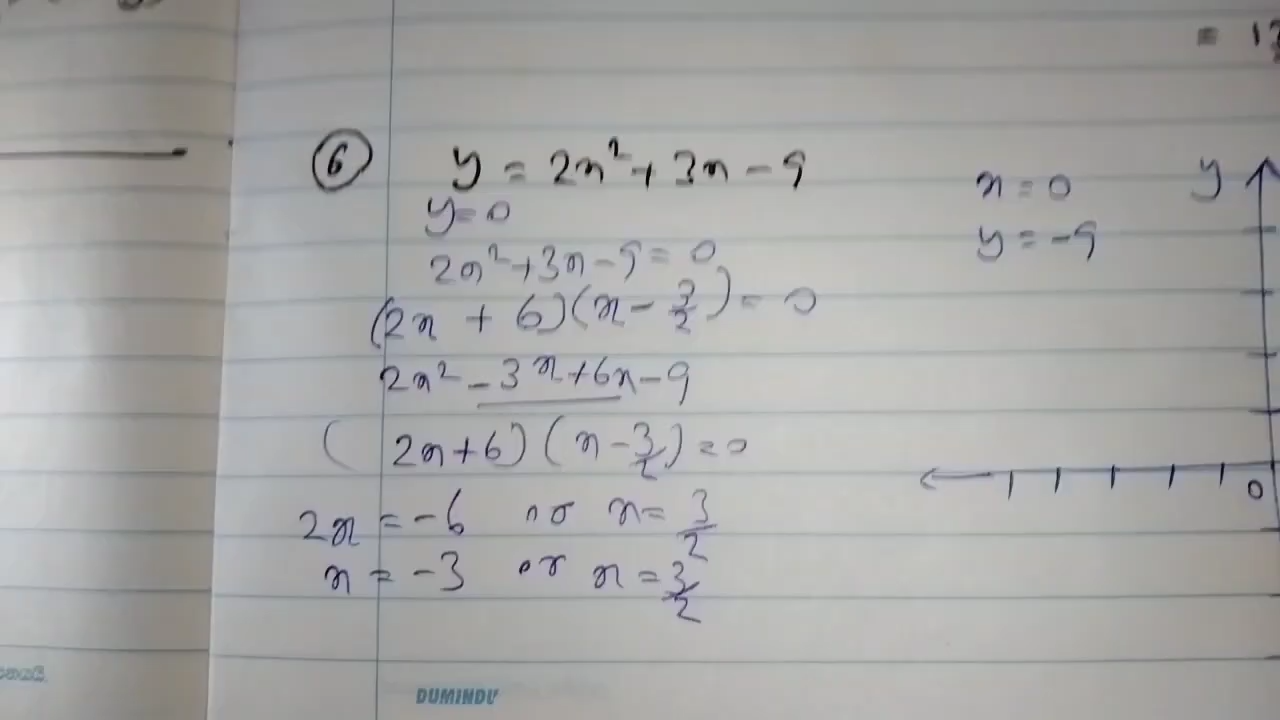 = 1
⑥ y = 2x² + 3x - 9
y = 0
2x² + 3x - 9 = 0
(2x + 6)(x - 3/2) = 0
2x² - 3x + 6x - 9
( 2x + 6)(x - 3/2) = 0
2x = -6 or x = 3/2
x = -3 or x = 3/2
x = 0
y = -9
y
0
DUMINDU